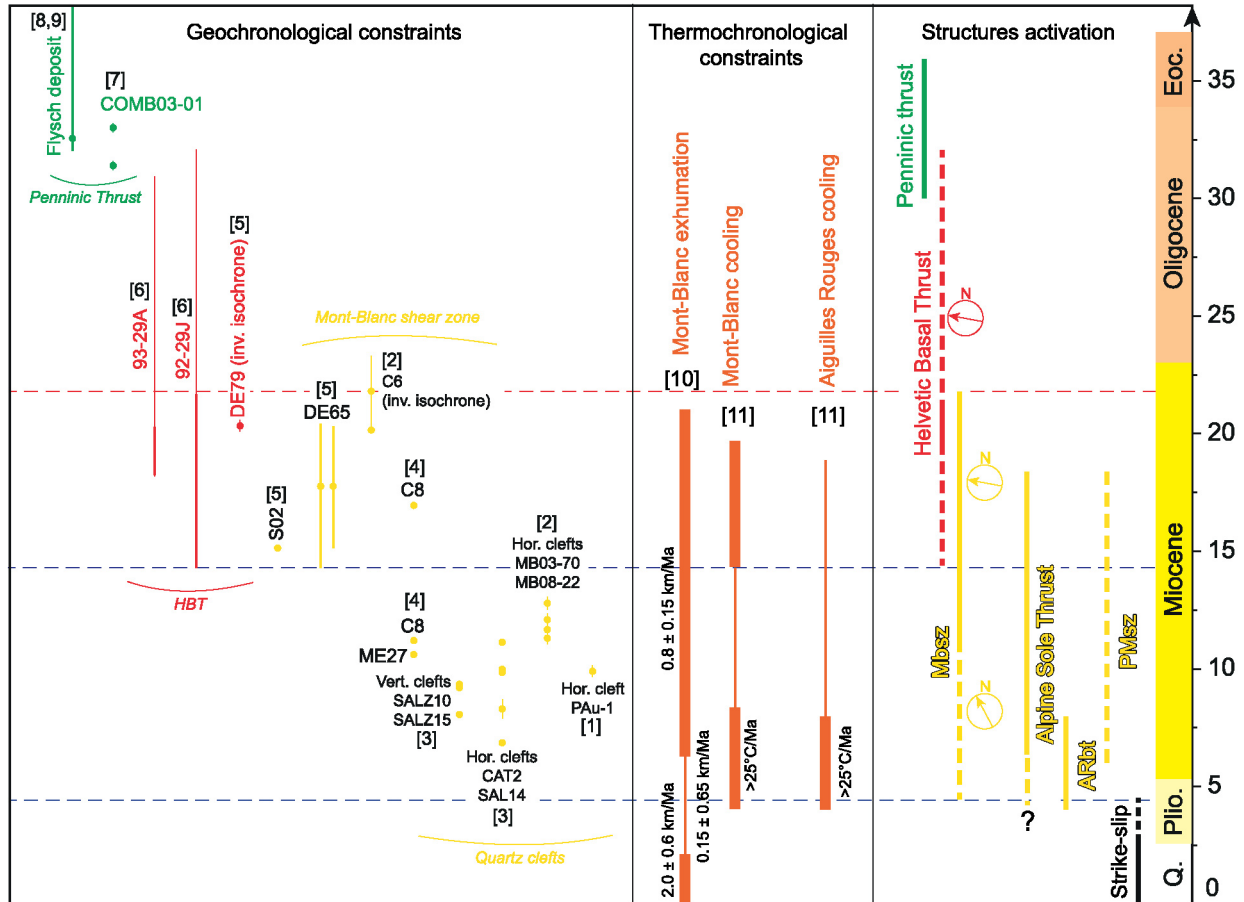 Geochronological constraints
[8,9]
Flysch deposit
[7]
COMB03-01
Penninic Thrust
[6]
93-29A
[6]
92-29J
[5]
DE79 (inv. isochrone)
HBT
Mont-Blanc shear zone
[2]
C6
(inv. isochrone)
[5]
DE65
[5]
S02
[4]
C8
[2]
Hor. clefts
MB03-70
MB08-22
[4]
C8
ME27
Vert. clefts
SALZ10
SALZ15
[3]
Hor. clefts
CAT2
SAL14
[3]
Hor. cleft
PAu-1
[1]
Quartz clefts
Thermochronological
constraints
Mont-Blanc exhumation
[10]
Mont-Blanc cooling
[11]
Aiguilles Rouges cooling
[11]
0.8 ± 0.15 km/Ma
0.15 ± 0.65 km/Ma
2.0 ± 0.6 km/Ma
>25°C/Ma
>25°C/Ma
Structures activation
Penninic thrust
Helvetic Basal Thrust
N
Mbsz
N
N
Alpine Sole Thrust
?
ARbt
PMsz
Strike-slip
Eoc.
Oligocene
Miocene
Plio.
Q.
35
30
25
20
15
10
5
0